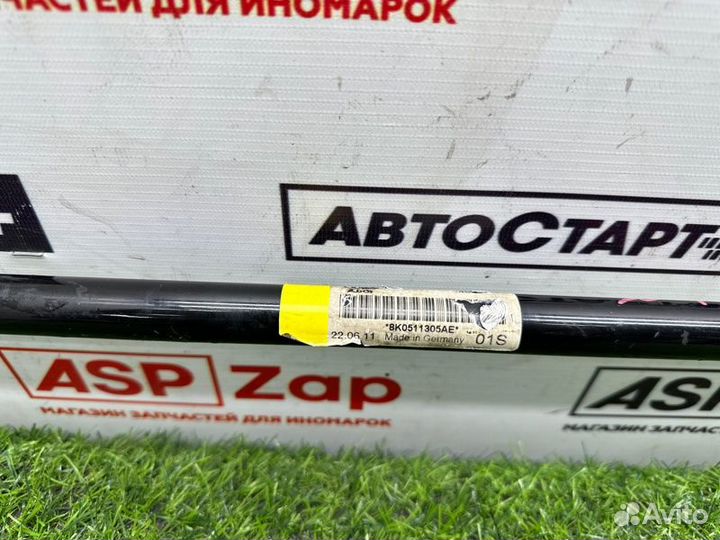 ЧАСТЕЙ ДЛЯ ИНОМАРОК
АВТОСТАРТ
*8K0511305AE*
22.06.11 Made in Germany 01S
ASP Zap
МАГАЗИН ЗАПЧАСТЕЙ ДЛЯ ИНОМАРОК
ASP
МАГАЗИН ЗАПЧАСТ
Avito